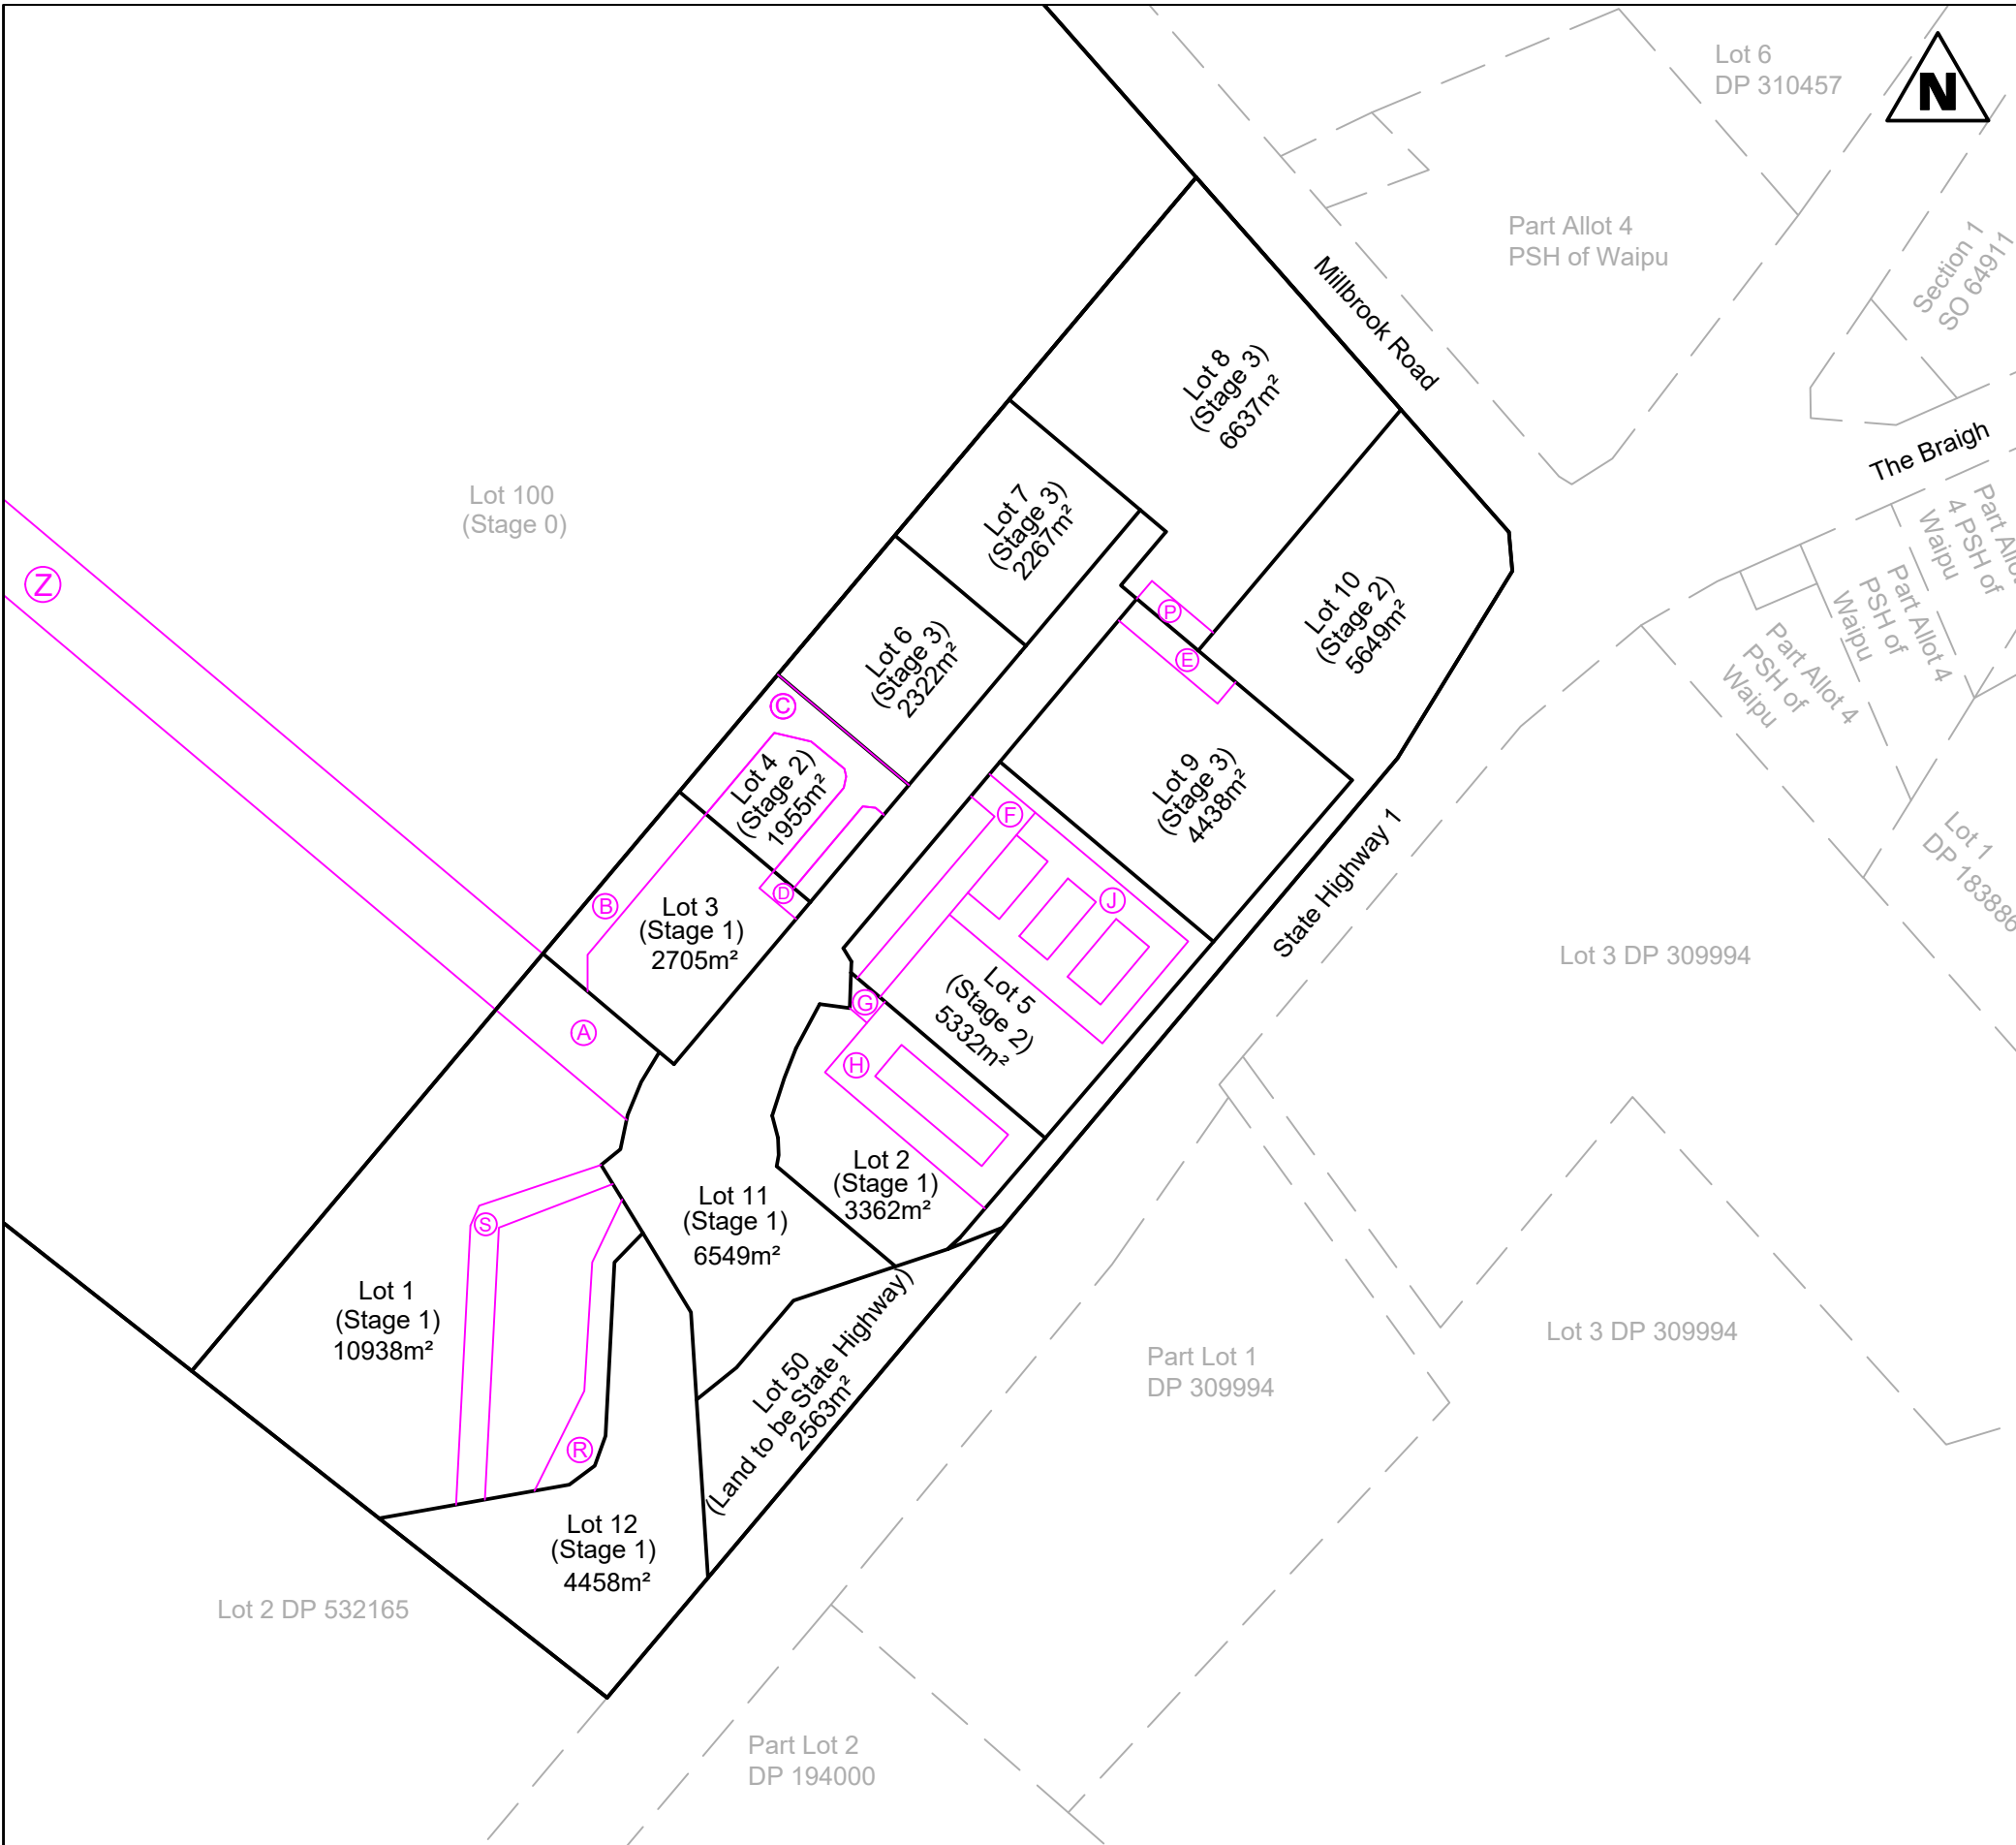 Lot 6
DP 310457
N
Part Allot 4
PSH of Waipu
Section 1
SO 64911
Millbrook Road
Lot 8
(Stage 3)
6637m²
The Braigh
Lot 100
(Stage 0)
Lot 7
(Stage 3)
2267m²
Part Allot
4 PSH of
Waipu
Part Allot 4
PSH of
Waipu
Part Allot 4
PSH of
Waipu
Z
Lot 10
(Stage 2)
5649m²
P
E
Lot 6
(Stage 3)
2322m²
C
Lot 4
(Stage 2)
1955m²
Lot 9
(Stage 3)
4438m²
F
State Highway 1
Lot 1
DP 183886
J
D
B
Lot 3
(Stage 1)
2705m²
Lot 3 DP 309994
Lot 5
(Stage 2)
5332m²
G
A
H
Lot 2
(Stage 1)
3362m²
Lot 11
(Stage 1)
6549m²
S
Lot 1
(Stage 1)
10938m²
Lot 3 DP 309994
Part Lot 1
DP 309994
Lot 50
(Land to be State Highway)
2563m²
R
Lot 12
(Stage 1)
4458m²
Lot 2 DP 532165
Part Lot 2
DP 194000